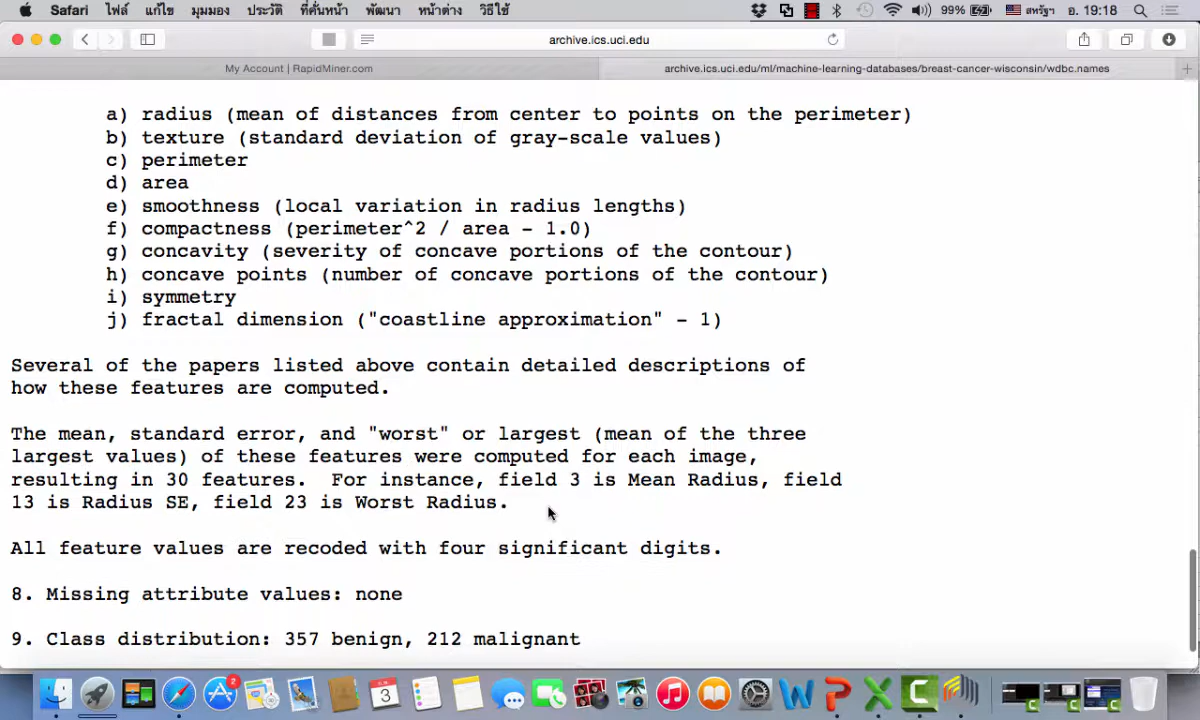 Safari ไฟล์ แก้ไข มุมมอง ประวัติ ที่คั่นหน้า พัฒนา หน้าต่าง วิธีใช้ 99% สหรัฐฯ อ. 19:18
archive.ics.uci.edu
My Account | RapidMiner.com
archive.ics.uci.edu/ml/machine-learning-databases/breast-cancer-wisconsin/wdbc.names
a) radius (mean of distances from center to points on the perimeter)
b) texture (standard deviation of gray-scale values)
c) perimeter
d) area
e) smoothness (local variation in radius lengths)
f) compactness (perimeter^2 / area - 1.0)
g) concavity (severity of concave portions of the contour)
h) concave points (number of concave portions of the contour)
i) symmetry
j) fractal dimension ("coastline approximation" - 1)
Several of the papers listed above contain detailed descriptions of
how these features are computed.
The mean, standard error, and "worst" or largest (mean of the three
largest values) of these features were computed for each image,
resulting in 30 features. For instance, field 3 is Mean Radius, field
13 is Radius SE, field 23 is Worst Radius.
All feature values are recoded with four significant digits.
8. Missing attribute values: none
9. Class distribution: 357 benign, 212 malignant
2
3